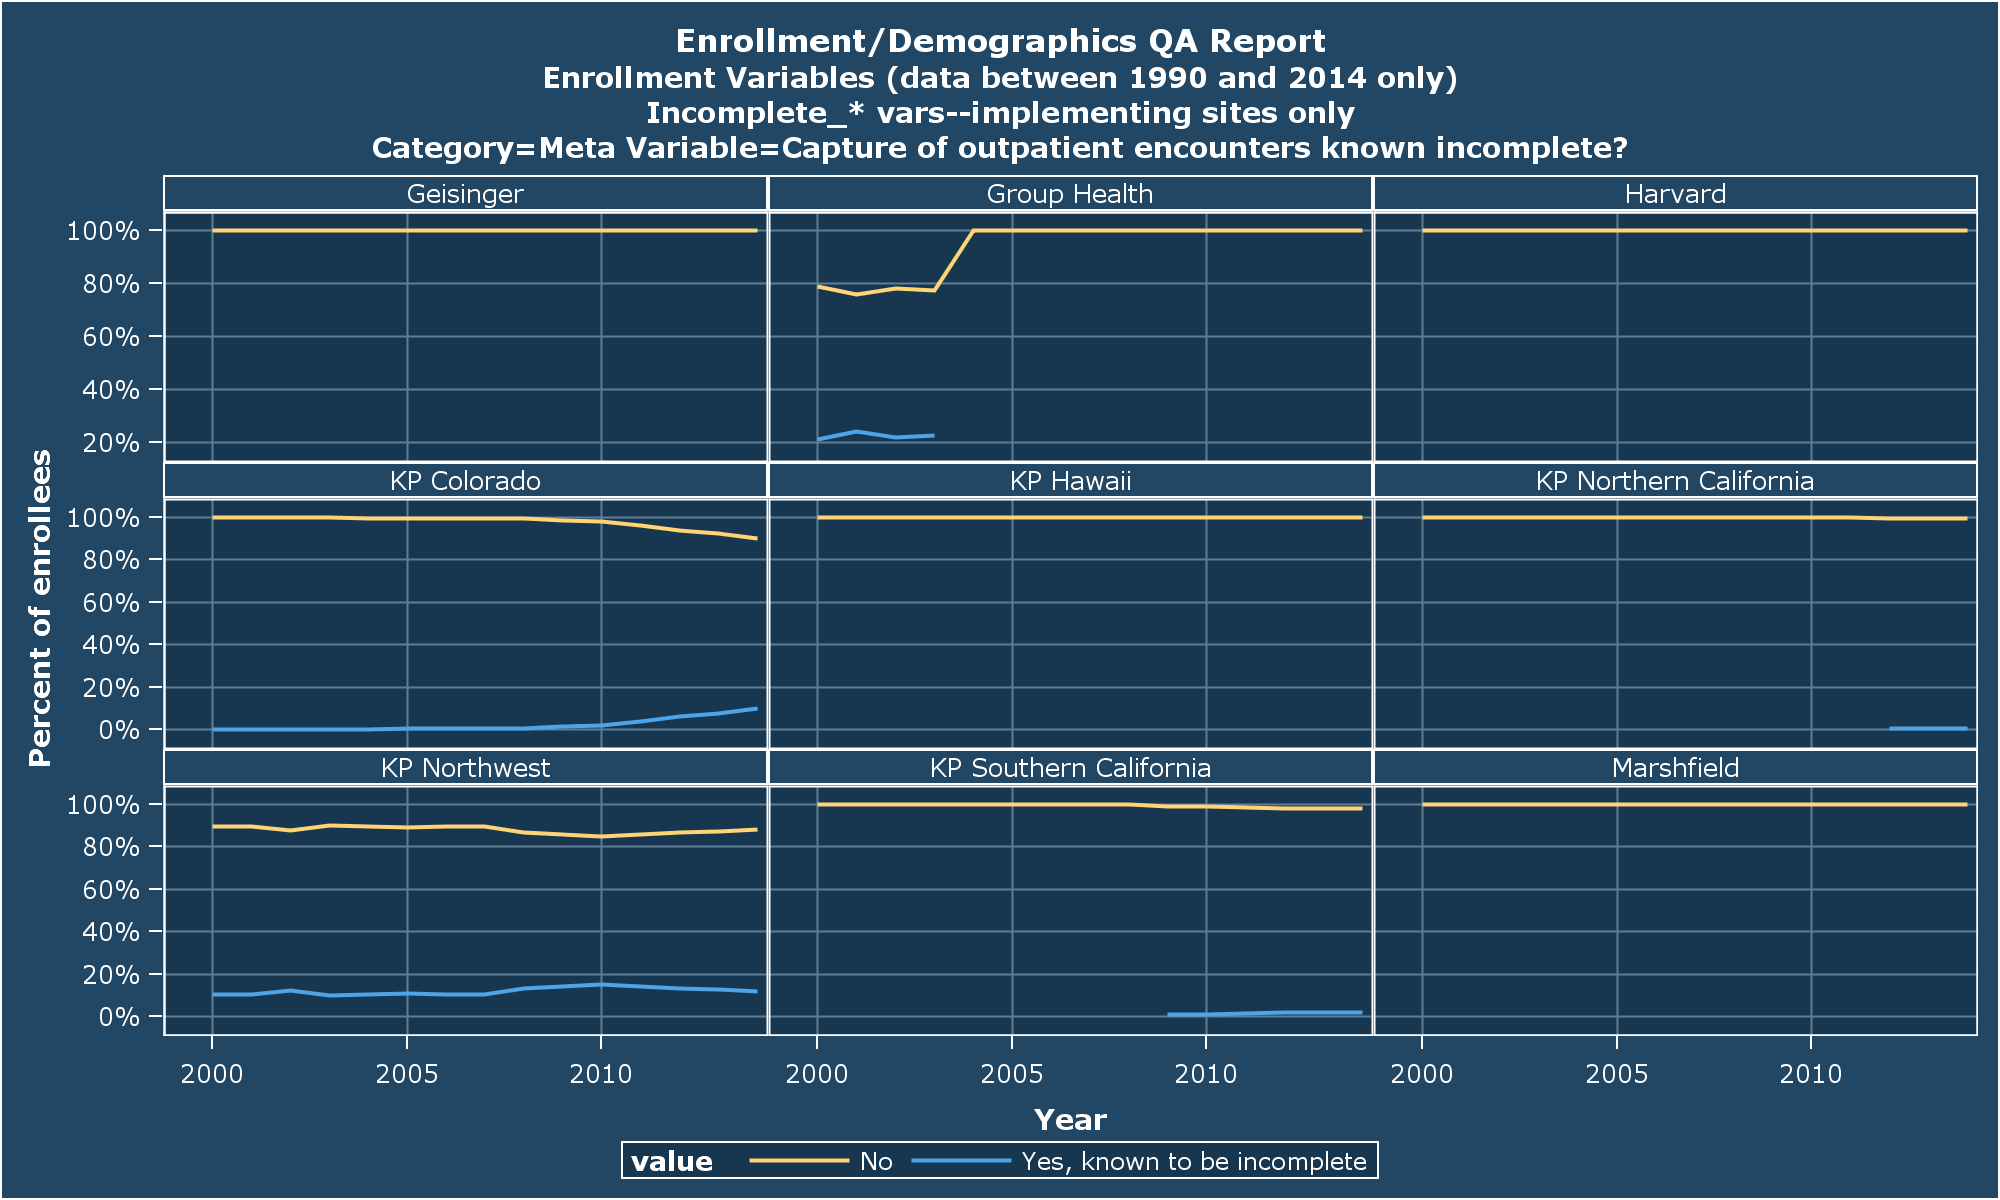 Enrollment/Demographics QA Report
Enrollment Variables (data between 1990 and 2014 only)
Incomplete_* vars--implementing sites only
Category=Meta Variable=Capture of outpatient encounters known incomplete?
Geisinger Group Health Harvard
100%
80%
60%
40%
20%
KP Colorado KP Hawaii KP Northern California
100%
80%
60%
40%
20%
0%
KP Northwest KP Southern California Marshfield
100%
80%
60%
40%
20%
0%
Percent of enrollees
2000 2005 2010 2000 2005 2010 2000 2005 2010
Year
value No Yes, known to be incomplete